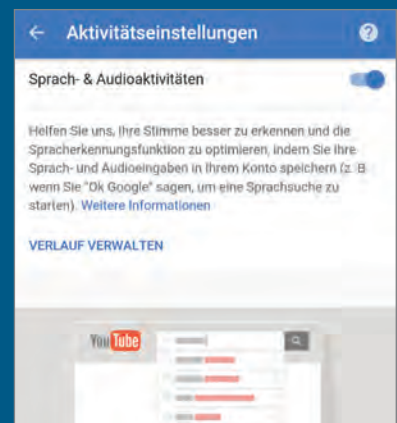 Aktivitätseinstellungen
Sprach- & Audioaktivitäten
Helfen Sie uns, Ihre Stimme besser zu erkennen und die
Spracherkennungsfunktion zu optimieren, indem Sie Ihre
Sprach- und Audioeingaben in Ihrem Konto speichern (z. B
wenn Sie "Ok Google" sagen, um eine Sprachsuche zu
starten). Weitere Informationen
VERLAUF VERWALTEN
YouTube